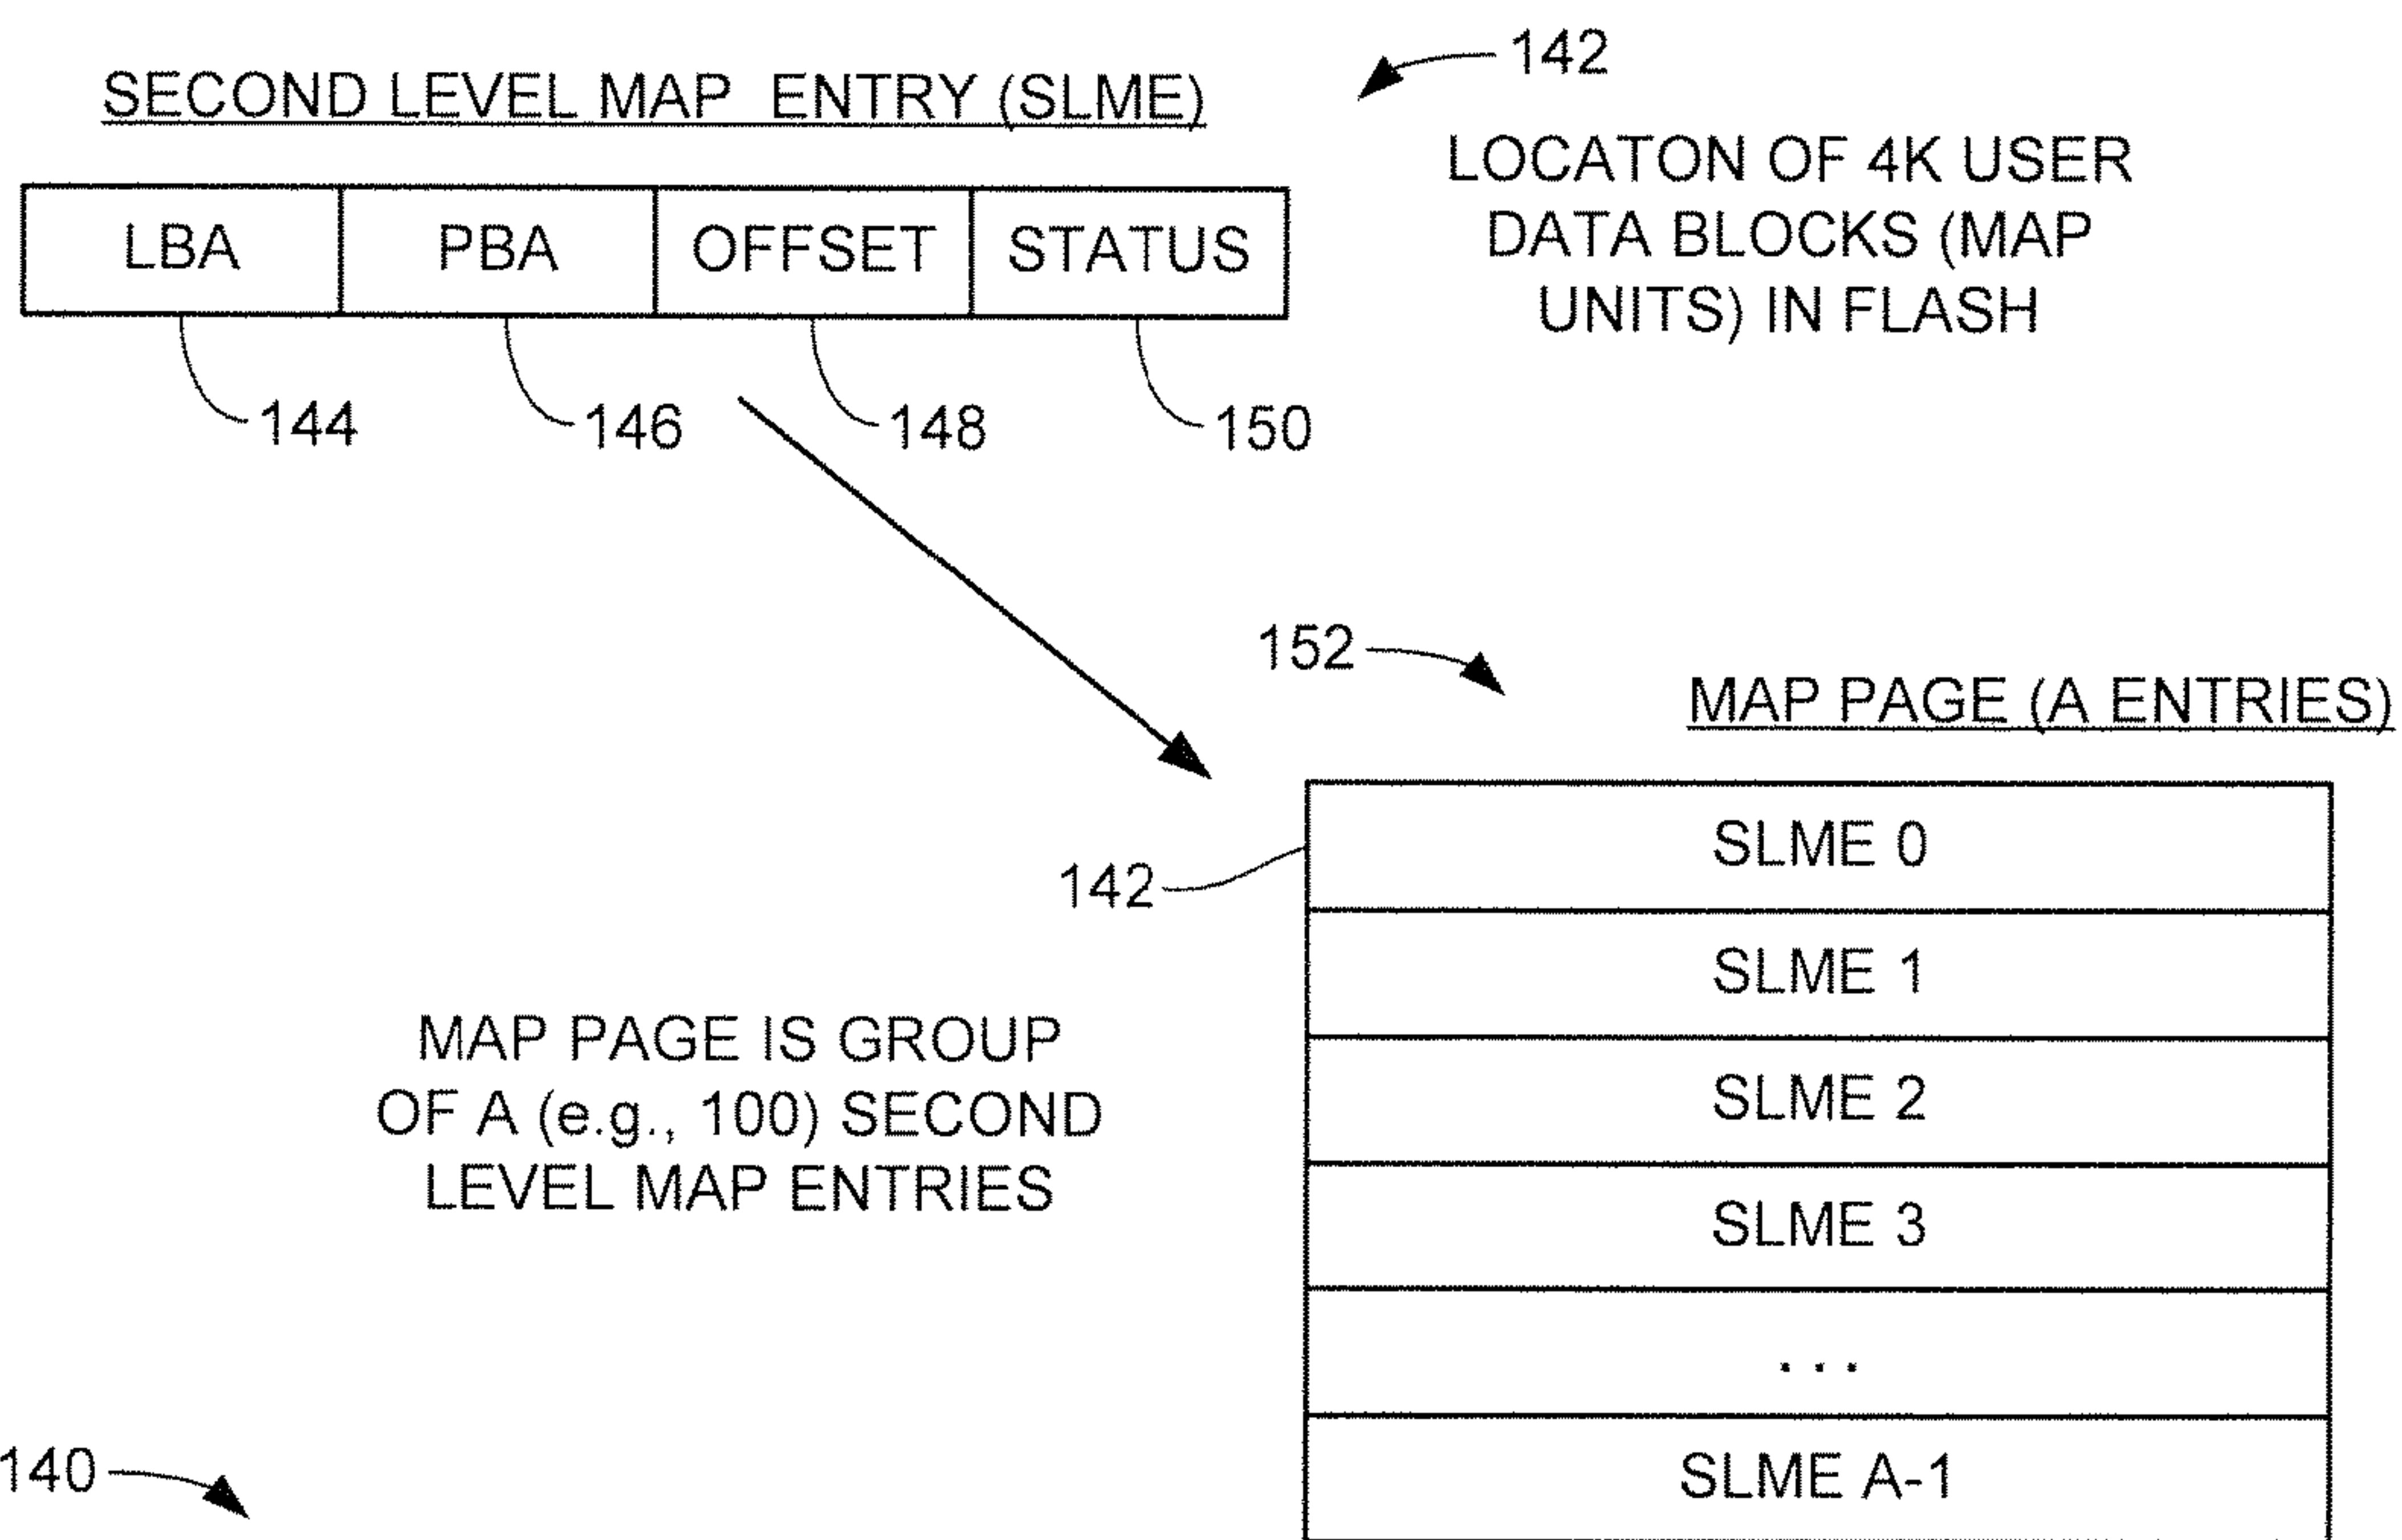 142
SECOND LEVEL MAP ENTRY (SLME)
LOCATON OF 4K USER
DATA BLOCKS (MAP
UNITS) IN FLASH
LBA PBA OFFSET STATUS
144 146 148 150
152
MAP PAGE (A ENTRIES)
SLME 0
142
SLME 1
MAP PAGE IS GROUP
OF A (e.g., 100) SECOND
LEVEL MAP ENTRIES
SLME 2
SLME 3
...
SLME A-1
140